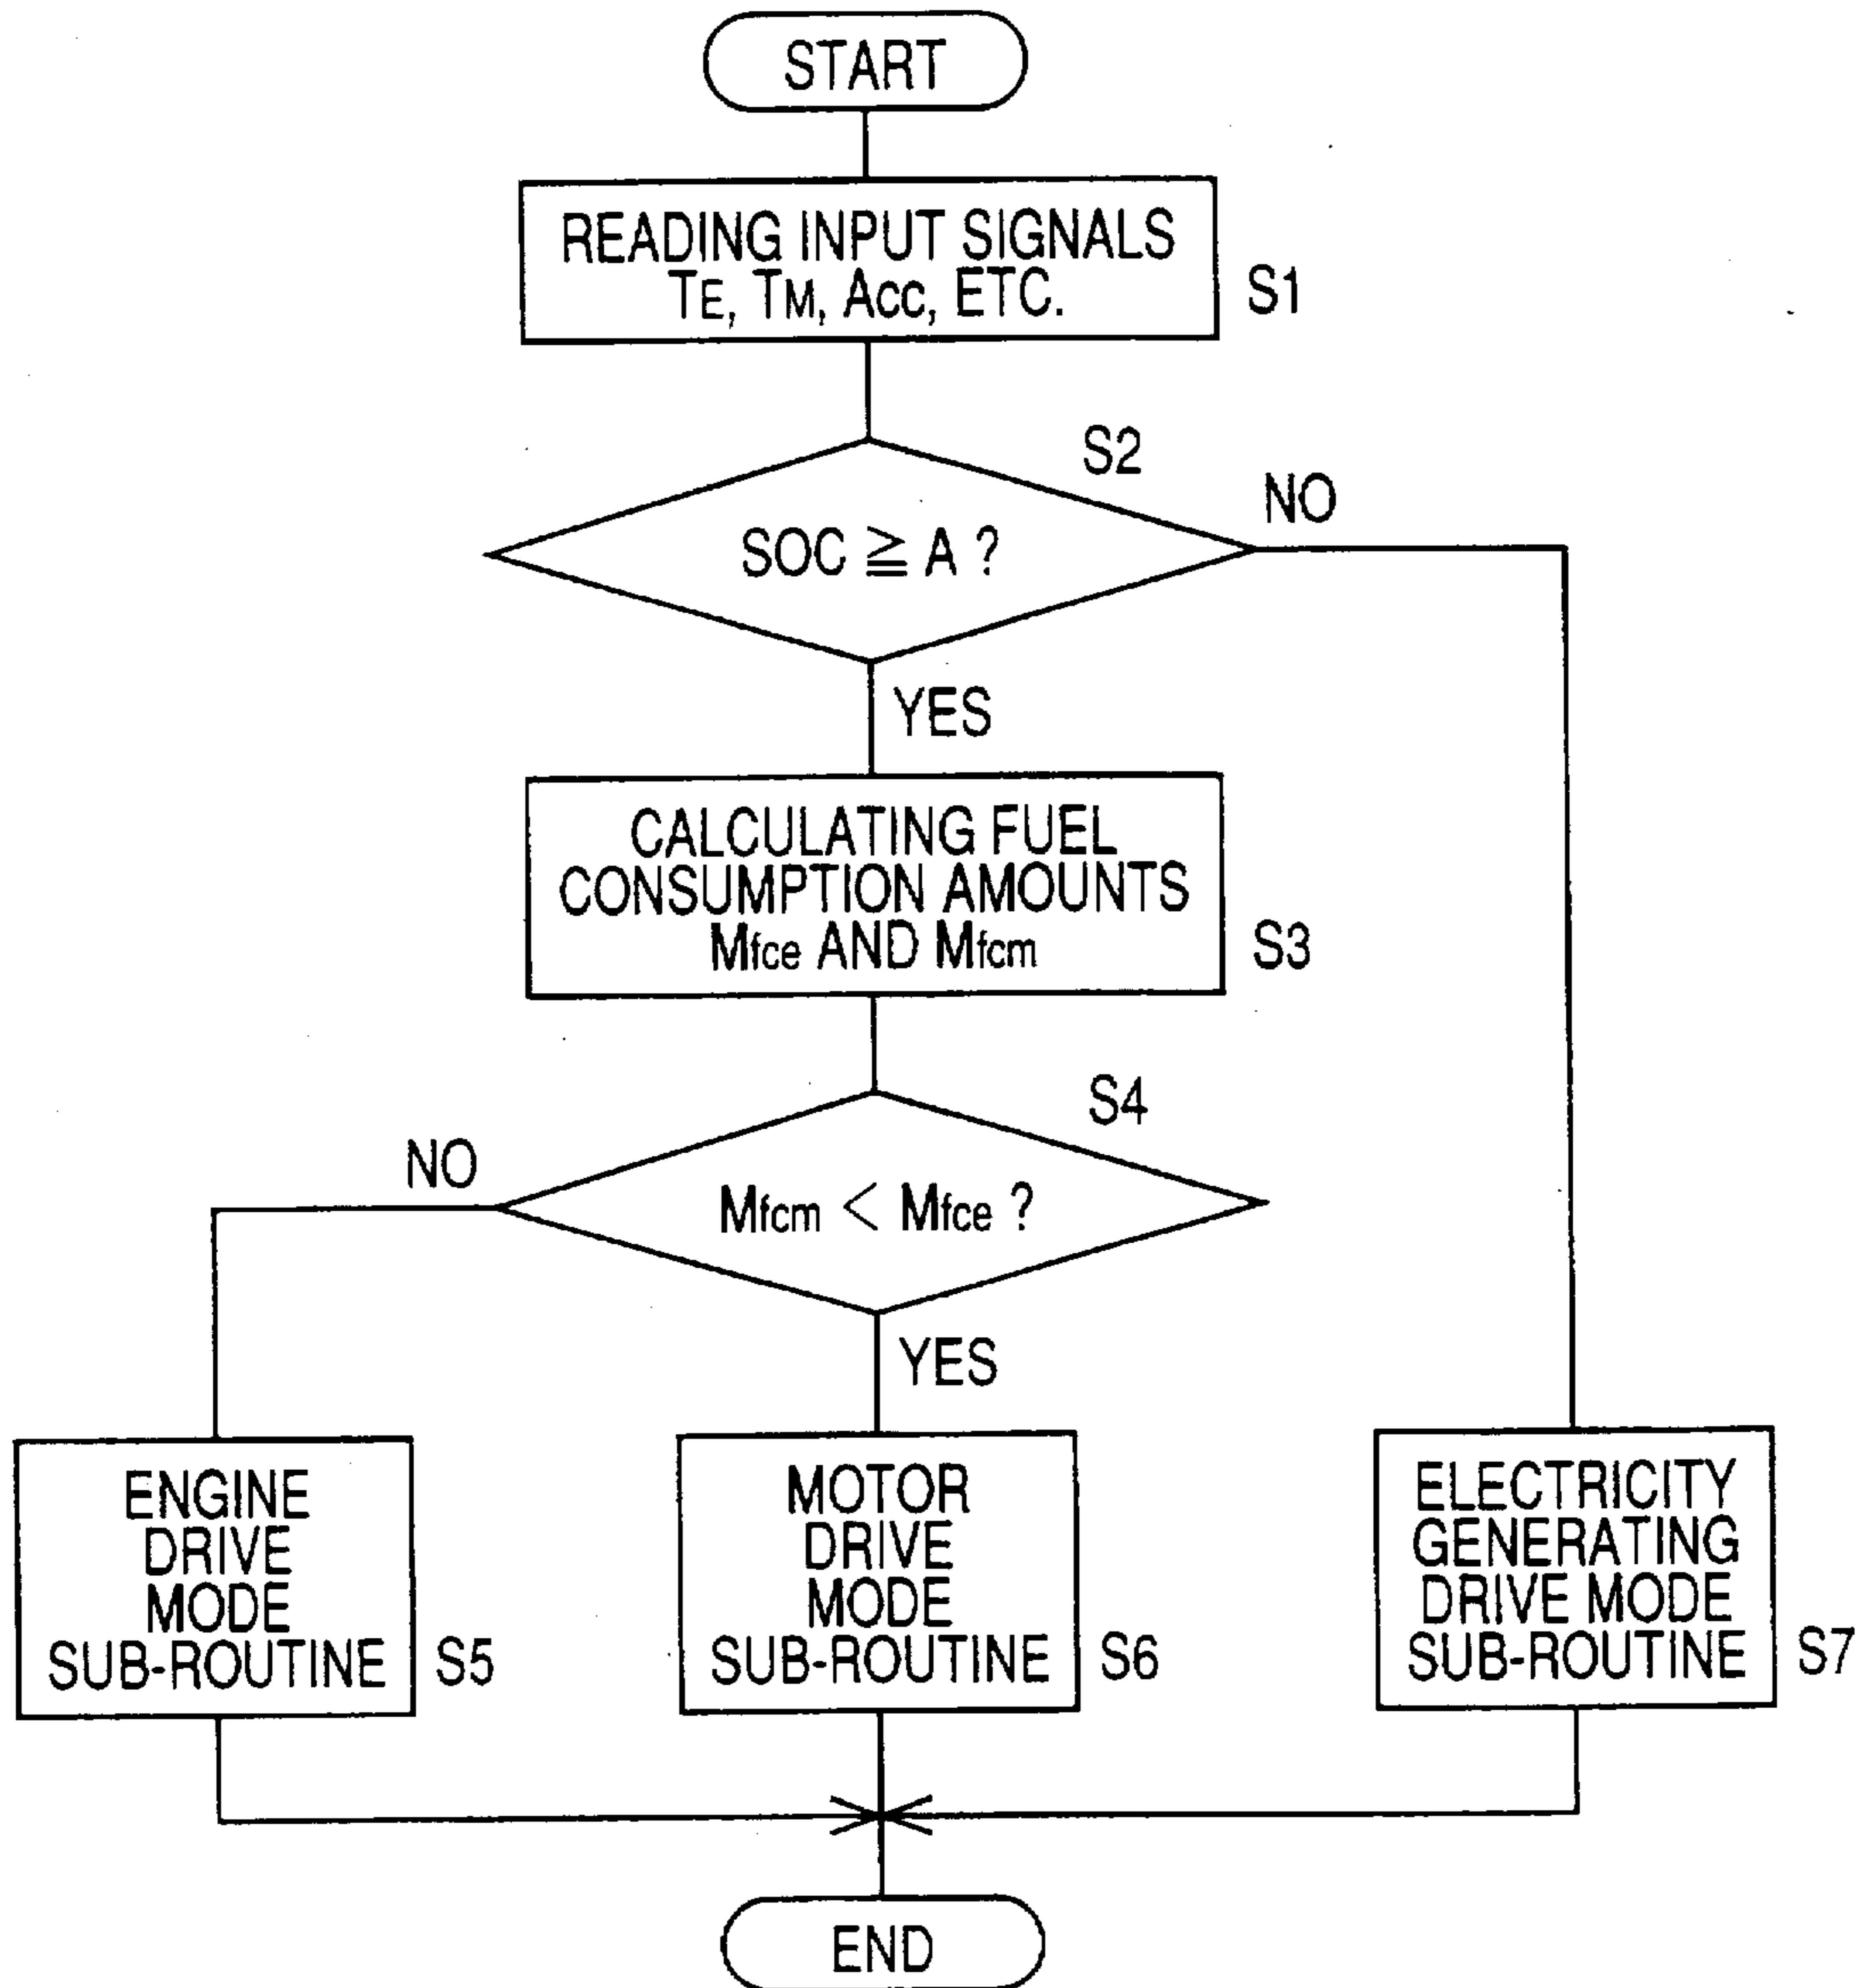 START
READING INPUT SIGNALS
TE, TM, Acc, ETC.
S1
S2
NO
SOC ≧ A ?
YES
CALCULATING FUEL
CONSUMPTION AMOUNTS
Mfce AND Mfcm
S3
S4
NO
Mfcm < Mfce ?
YES
ENGINE
DRIVE
MODE
SUB-ROUTINE
S5
MOTOR
DRIVE
MODE
SUB-ROUTINE
S6
ELECTRICITY
GENERATING
DRIVE MODE
SUB-ROUTINE
S7
END